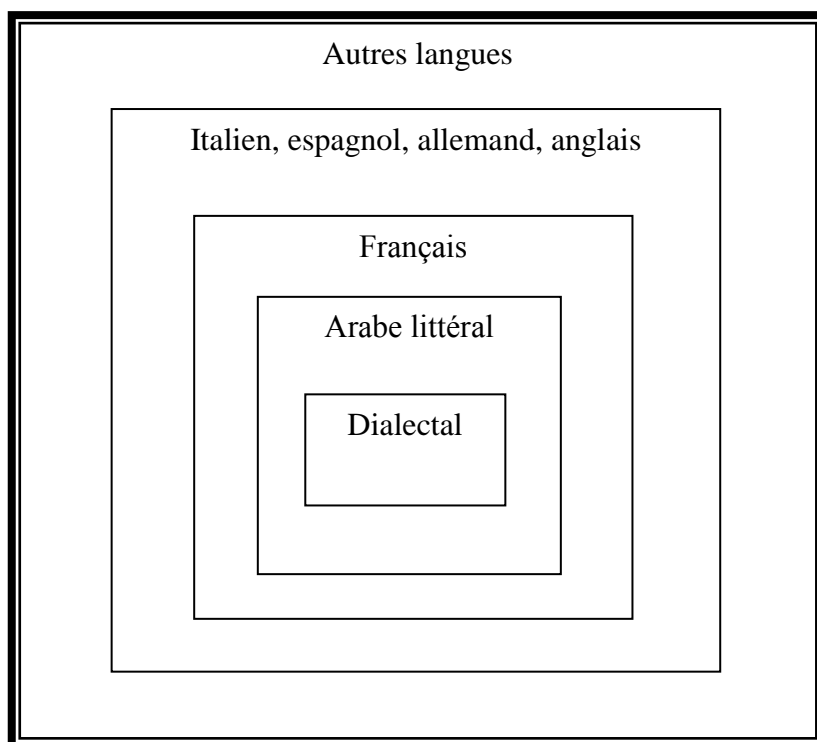 Autres langues
Italien, espagnol, allemand, anglais
Français
Arabe littéral
Dialectal